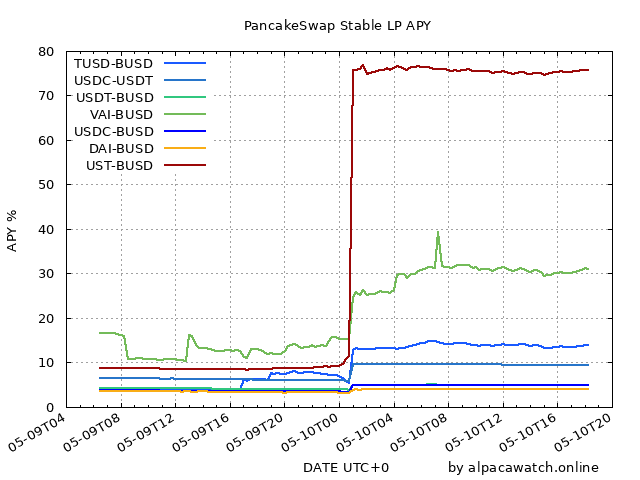 PancakeSwap Stable LP APY
80
70
60
50
40
30
20
10
0
APY %
TUSD-BUSD
USDC-USDT
USDT-BUSD
VAI-BUSD
USDC-BUSD
DAI-BUSD
UST-BUSD
05-09T04
05-09T08
05-09T12
05-09T16
05-09T20
05-10T00
05-10T04
05-10T08
05-10T12
05-10T16
05-10T20
DATE UTC+0
by alpacawatch.online